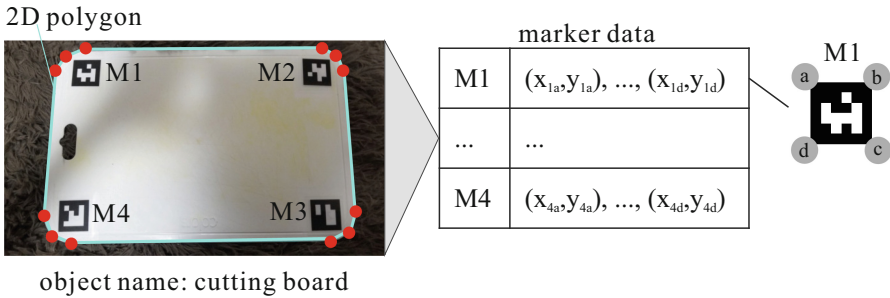 2D polygon
M1
M2
M4
M3
object name: cutting board
marker data
M1 (x1a,y1a), ..., (x1d,y1d)
... ...
M4 (x4a,y4a), ..., (x4d,y4d)
M1
a
b
d
c